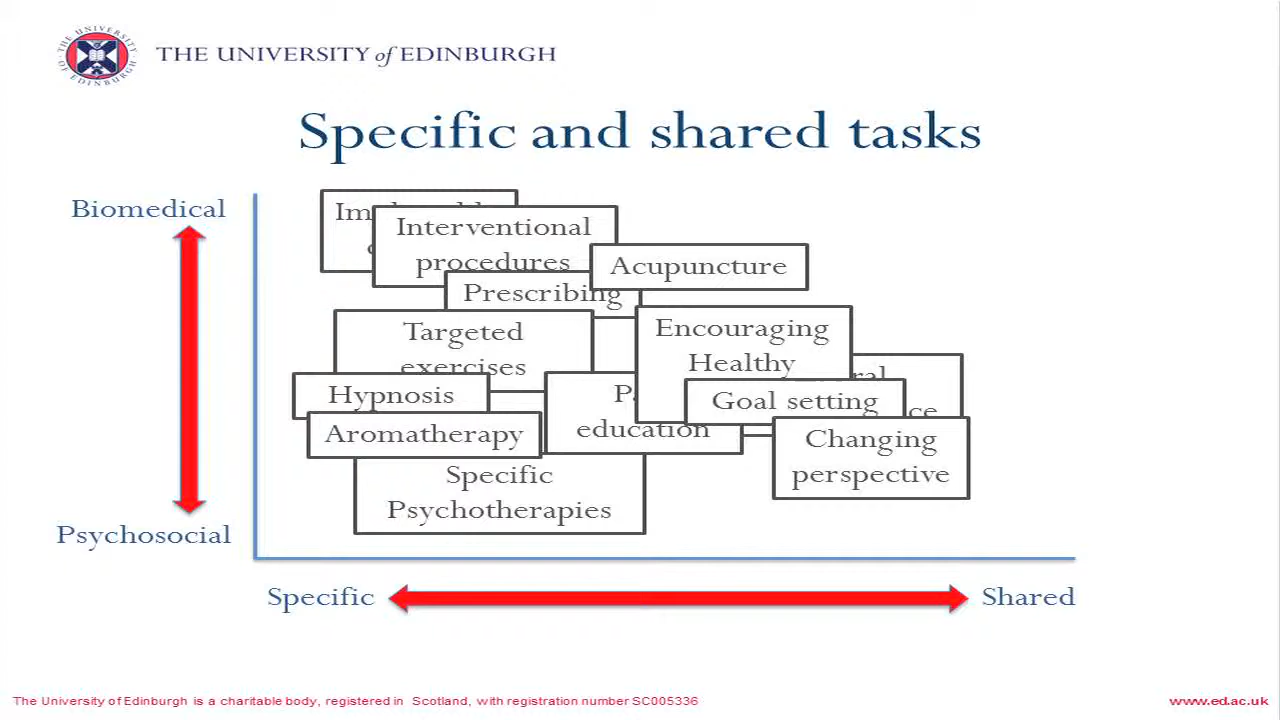 THE UNIVERSITY of EDINBURGH
Specific and shared tasks
Biomedical
Interventional
procedures
Acupuncture
Prescribing
Targeted
exercises
Encouraging
Healthy
Hypnosis
Goal setting
Aromatherapy
education
Changing
perspective
Specific
Psychotherapies
Psychosocial
Specific
Shared
The University of Edinburgh is a charitable body, registered in Scotland, with registration number SC005336
www.ed.ac.uk